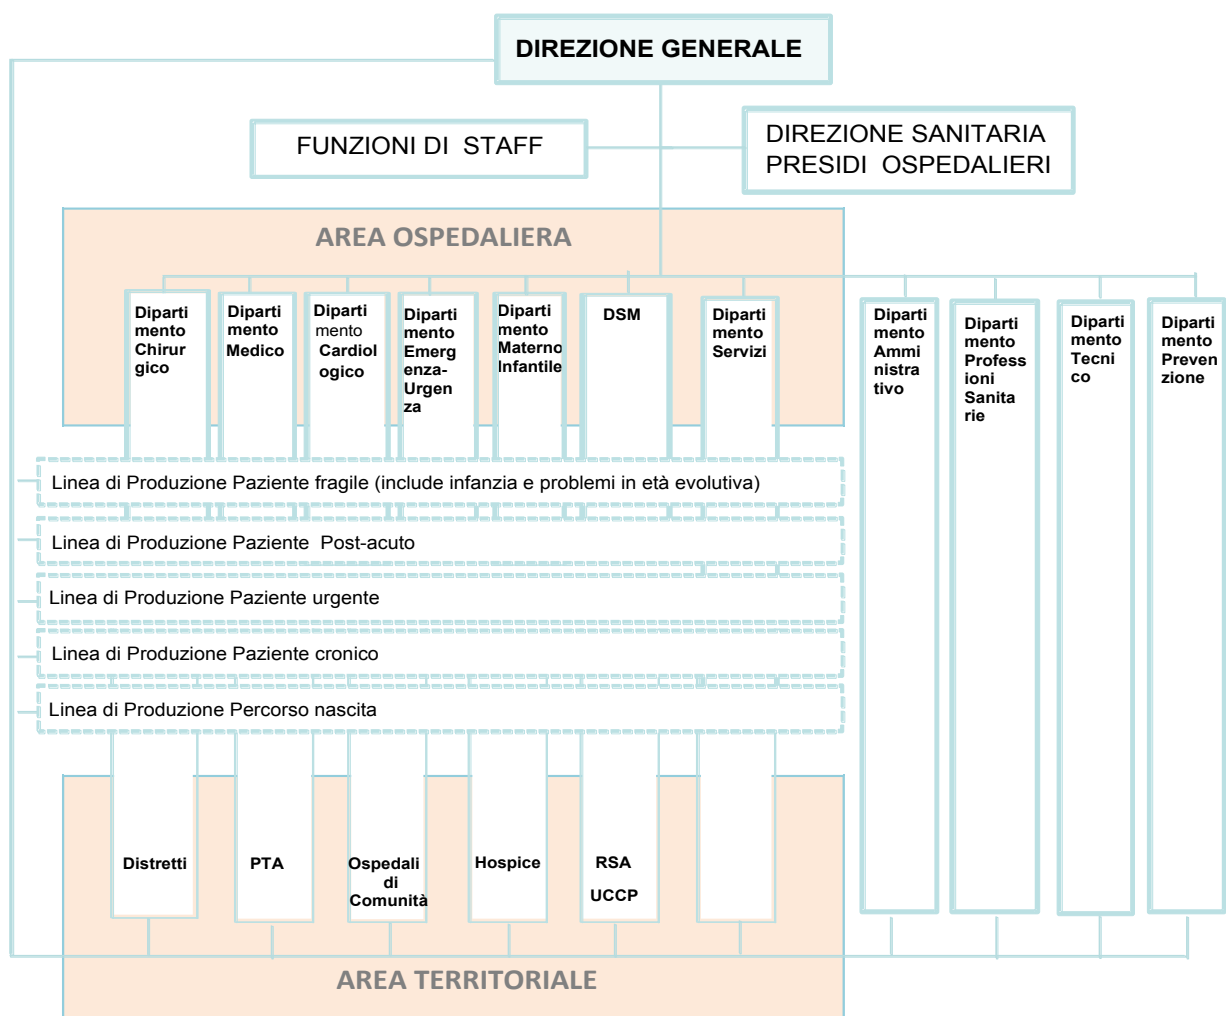 DIREZIONE GENERALE
FUNZIONI DI STAFF
DIREZIONE SANITARIA
PRESIDI OSPEDALIERI
AREA OSPEDALIERA
Diparti
mento
Chirur
gico
Diparti
mento
Medico
Diparti
mento
Cardiol
ogico
Diparti
mento
Emerg
enza-
Urgen
za
Diparti
mento
Materno
Infantile
DSM
Diparti
mento
Servizi
Diparti
mento
Ammi
nistra
tivo
Diparti
mento
Profess
ioni
Sanita
rie
Diparti
mento
Tecni
co
Diparti
mento
Preven
zione
Linea di Produzione Paziente fragile (include infanzia e problemi in età evolutiva)
Linea di Produzione Paziente Post-acuto
Linea di Produzione Paziente urgente
Linea di Produzione Paziente cronico
Linea di Produzione Percorso nascita
Distretti
PTA
Ospedali
di
Comunità
Hospice
RSA
UCCP
AREA TERRITORIALE